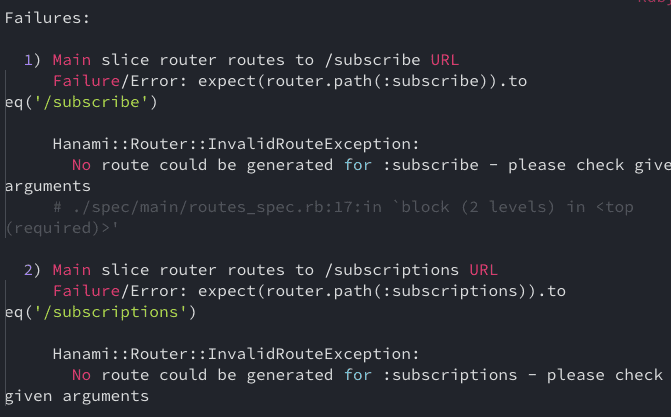 Failures:
1) Main slice router routes to /subscribe URL
Failure/Error: expect(router.path(:subscribe)).to
eq('/subscribe')
Hanami::Router::InvalidRouteException:
No route could be generated for :subscribe - please check give
arguments
# ./spec/main/routes_spec.rb:17:in `block (2 levels) in <top
(required)>'
2) Main slice router routes to /subscriptions URL
Failure/Error: expect(router.path(:subscriptions)).to
eq('/subscriptions')
Hanami::Router::InvalidRouteException:
No route could be generated for :subscriptions - please check
given arguments